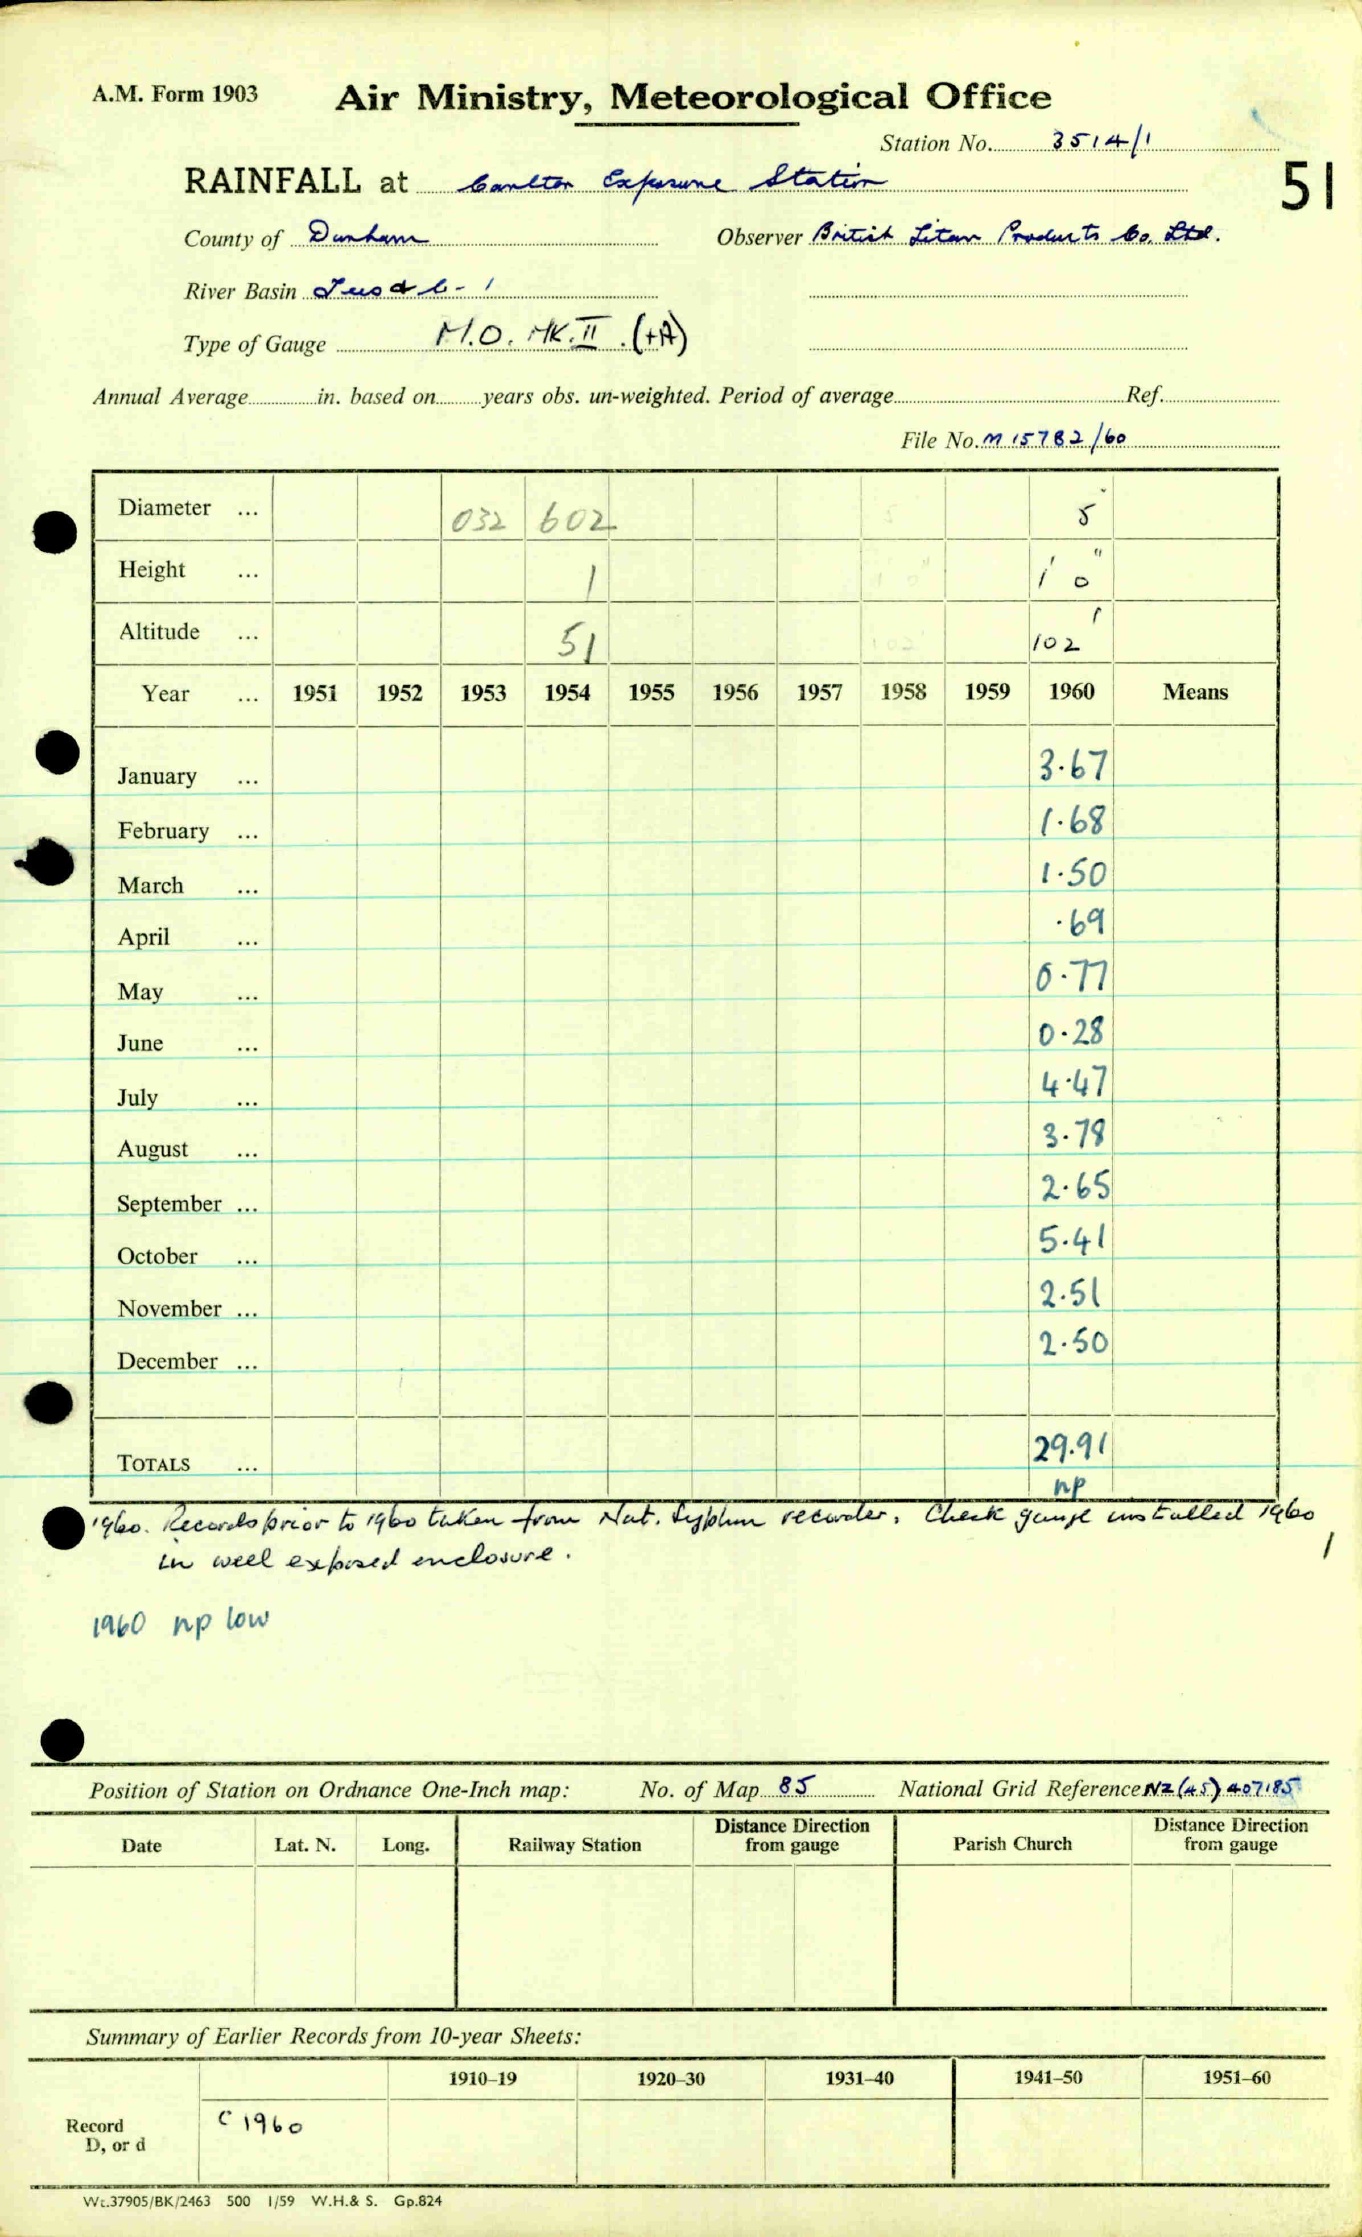 A.M. Form 1903 Air Ministry, Meteorological Office
Station No. 3514/1
51
RAINFALL at Carlton Exposure Station
County of Durham Observer British Titan Products Co. Ltd.
River Basin Tees & C- 1
Type of Gauge M.O. MK.II. (+A)
Annual Average in. based on years obs. un-weighted. Period of average Ref.
File No. M 15782/60
Diameter ... 032 602 5"
Height ... 1 1' 0"
Altitude ... 51 102'
Year ... 1951 1952 1953 1954 1955 1956 1957 1958 1959 1960 Means
January ... 3.67
February ... 1.68
March ... 1.50
April ... .69
May ... 0.77
June ... 0.28
July ... 4.47
August ... 3.78
September ... 2.65
October ... 5.41
November ... 2.51
December ... 2.50
TOTALS ... 29.91
np
1960. Records prior to 1960 taken from Nat. Syphon recorder. Check gauge installed 1960
in well exposed enclosure. 1
1960 np low
Position of Station on Ordnance One-Inch map: No. of Map 85 National Grid Reference NZ (45) 407185
Date Lat. N. Long. Railway Station Distance Direction from gauge Parish Church Distance Direction from gauge
Summary of Earlier Records from 10-year Sheets:
1910–19 1920–30 1931–40 1941–50 1951–60
Record
D, or d
C 1960
Wt.37905/BK/2463 500 1/59 W.H.& S. Gp.824